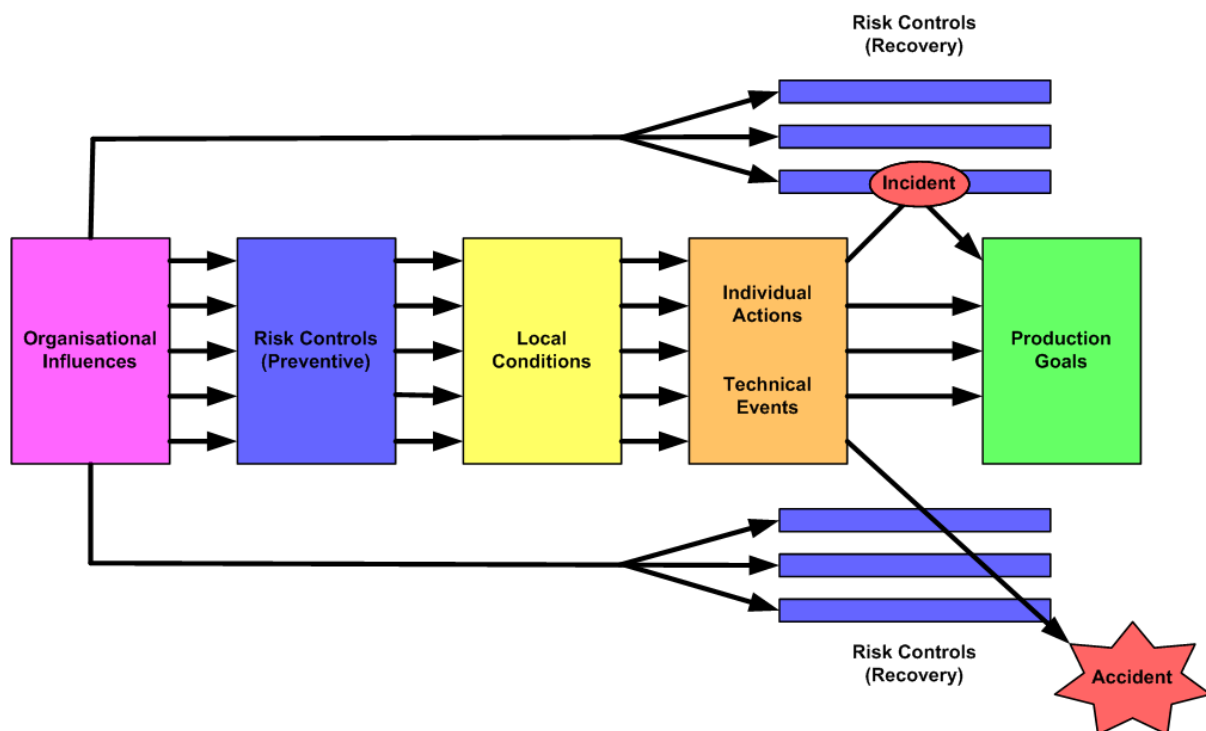 Risk Controls
(Recovery)
Incident
Organisational
Influences
Risk Controls
(Preventive)
Local
Conditions
Individual
Actions
Technical
Events
Production
Goals
Risk Controls
(Recovery)
Accident